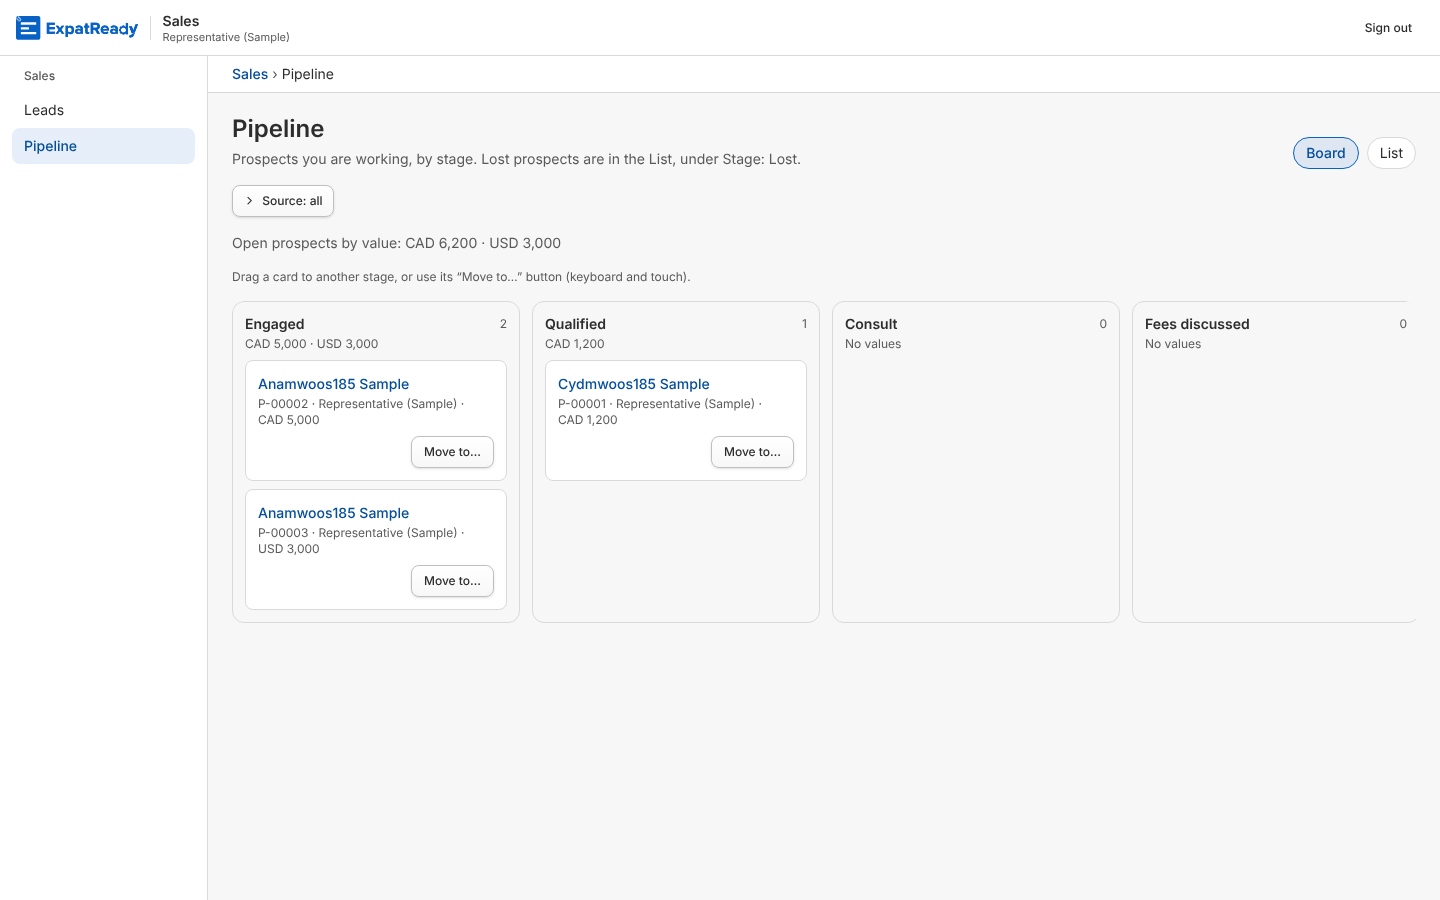 ExpatReady
Sales
Representative (Sample)
Sign out
Sales
Leads
Pipeline
Sales › Pipeline
Pipeline
Prospects you are working, by stage. Lost prospects are in the List, under Stage: Lost.
Board
List
Source: all
Open prospects by value: CAD 6,200 · USD 3,000
Drag a card to another stage, or use its “Move to…” button (keyboard and touch).
Engaged 2
CAD 5,000 · USD 3,000
Anamwoos185 Sample
P-00002 · Representative (Sample) ·
CAD 5,000
Move to…
Anamwoos185 Sample
P-00003 · Representative (Sample) ·
USD 3,000
Move to…
Qualified 1
CAD 1,200
Cydmwoos185 Sample
P-00001 · Representative (Sample) ·
CAD 1,200
Move to…
Consult 0
No values
Fees discussed 0
No values